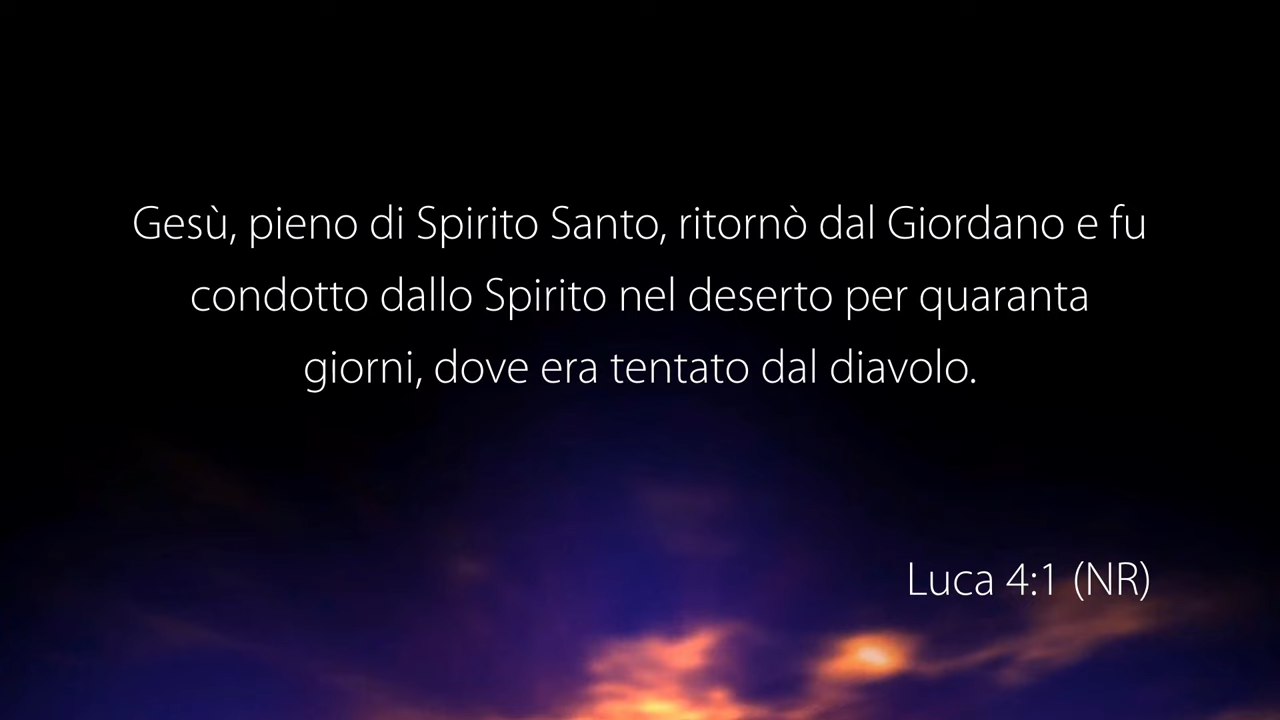 Gesù, pieno di Spirito Santo, ritornò dal Giordano e fu
condotto dallo Spirito nel deserto per quaranta
giorni, dove era tentato dal diavolo.
Luca 4:1 (NR)